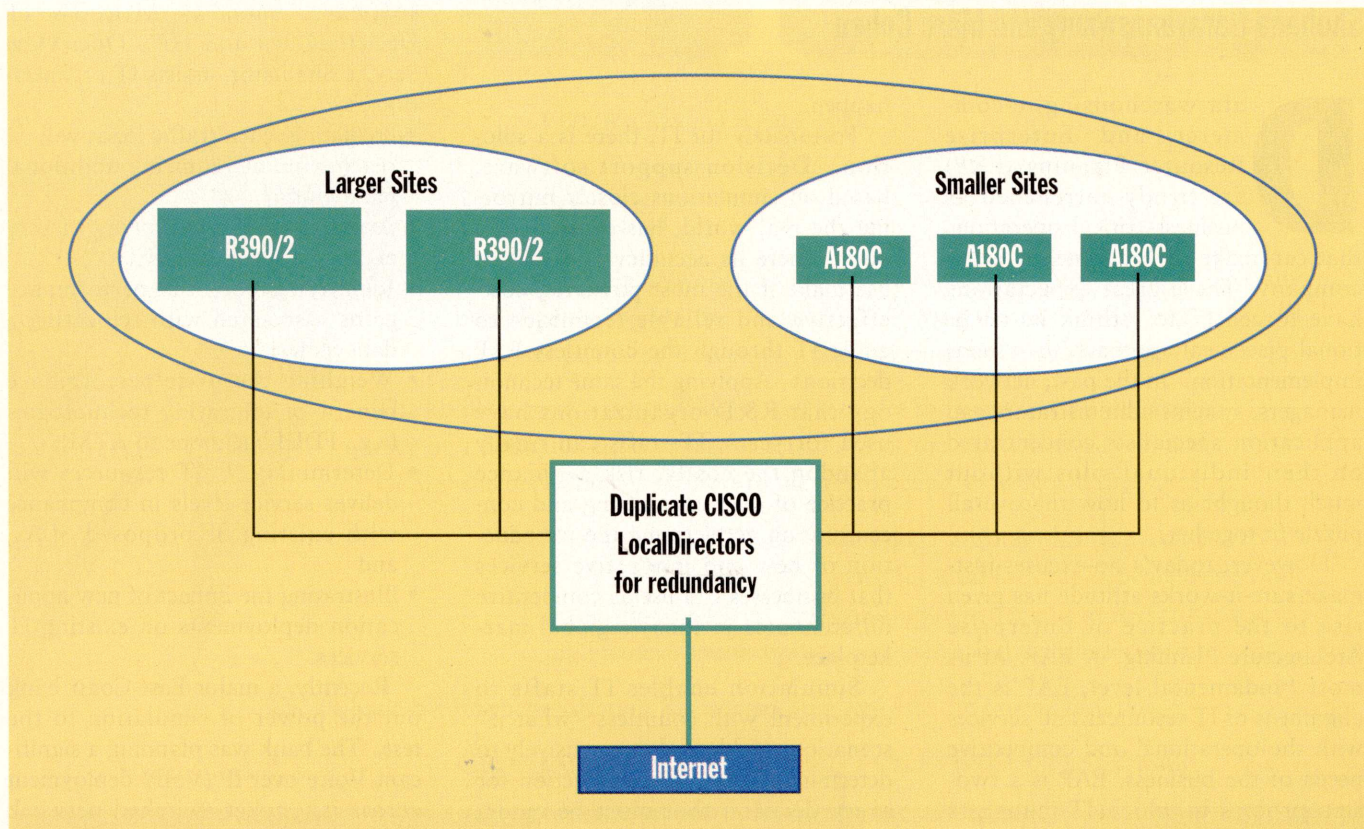 Larger Sites
Smaller Sites
R390/2
R390/2
A180C
A180C
A180C
Duplicate CISCO
LocalDirectors
for redundancy
Internet